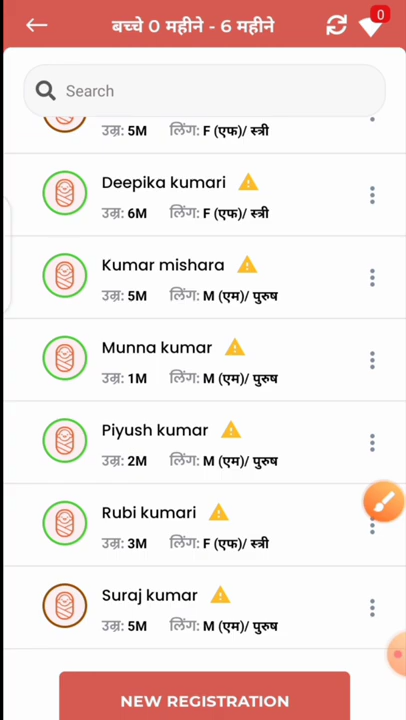 बच्चे 0 महीने - 6 महीने
0
Search
उम्र: 5M लिंग: F (एफ)/ स्त्री
Deepika kumari
उम्र: 6M लिंग: F (एफ)/ स्त्री
Kumar mishara
उम्र: 5M लिंग: M (एम)/ पुरुष
Munna kumar
उम्र: 1M लिंग: M (एम)/ पुरुष
Piyush kumar
उम्र: 2M लिंग: M (एम)/ पुरुष
Rubi kumari
उम्र: 3M लिंग: F (एफ)/ स्त्री
Suraj kumar
उम्र: 5M लिंग: M (एम)/ पुरुष
NEW REGISTRATION